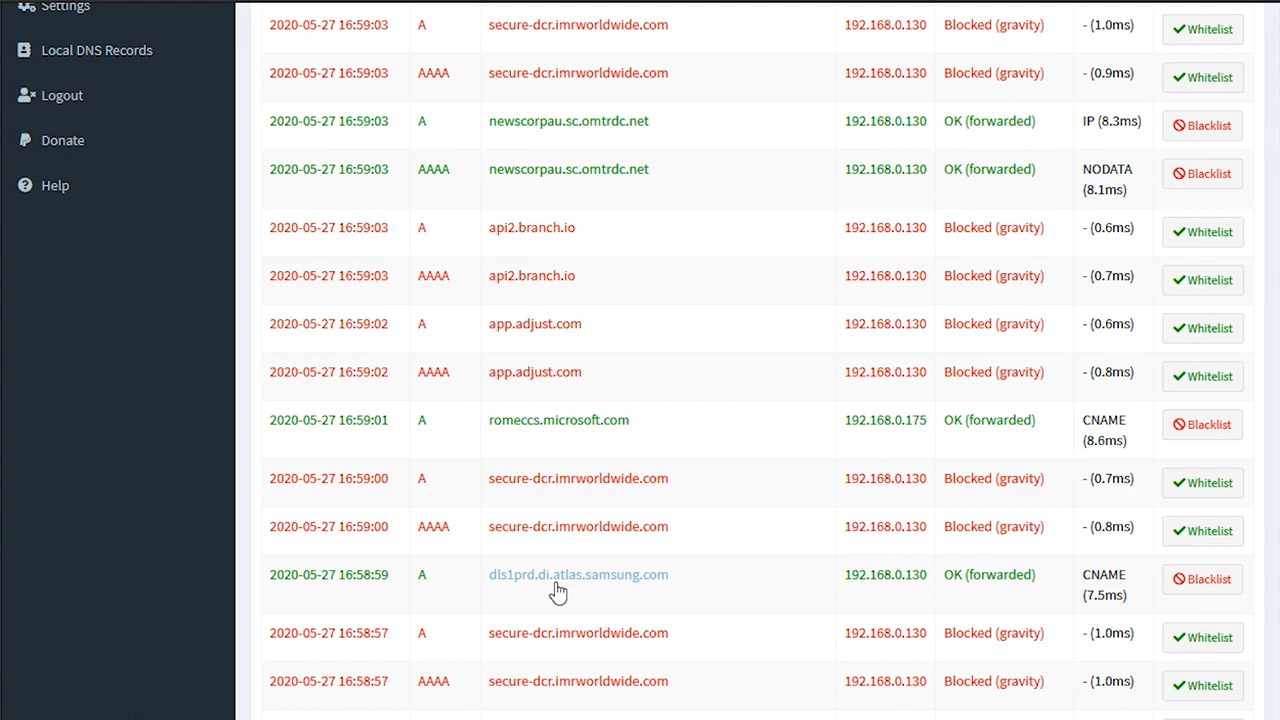 Settings
Local DNS Records
Logout
Donate
Help
2020-05-27 16:59:03 A secure-dcr.imrworldwide.com 192.168.0.130 Blocked (gravity) - (1.0ms) Whitelist
2020-05-27 16:59:03 AAAA secure-dcr.imrworldwide.com 192.168.0.130 Blocked (gravity) - (0.9ms) Whitelist
2020-05-27 16:59:03 A newscorpau.sc.omtrdc.net 192.168.0.130 OK (forwarded) IP (8.3ms) Blacklist
2020-05-27 16:59:03 AAAA newscorpau.sc.omtrdc.net 192.168.0.130 OK (forwarded) NODATA Blacklist
(8.1ms)
2020-05-27 16:59:03 A api2.branch.io 192.168.0.130 Blocked (gravity) - (0.6ms) Whitelist
2020-05-27 16:59:03 AAAA api2.branch.io 192.168.0.130 Blocked (gravity) - (0.7ms) Whitelist
2020-05-27 16:59:02 A app.adjust.com 192.168.0.130 Blocked (gravity) - (0.6ms) Whitelist
2020-05-27 16:59:02 AAAA app.adjust.com 192.168.0.130 Blocked (gravity) - (0.8ms) Whitelist
2020-05-27 16:59:01 A romeccs.microsoft.com 192.168.0.175 OK (forwarded) CNAME Blacklist
(8.6ms)
2020-05-27 16:59:00 A secure-dcr.imrworldwide.com 192.168.0.130 Blocked (gravity) - (0.7ms) Whitelist
2020-05-27 16:59:00 AAAA secure-dcr.imrworldwide.com 192.168.0.130 Blocked (gravity) - (0.8ms) Whitelist
2020-05-27 16:58:59 A dls1prd.di.atlas.samsung.com 192.168.0.130 OK (forwarded) CNAME Blacklist
(7.5ms)
2020-05-27 16:58:57 A secure-dcr.imrworldwide.com 192.168.0.130 Blocked (gravity) - (1.0ms) Whitelist
2020-05-27 16:58:57 AAAA secure-dcr.imrworldwide.com 192.168.0.130 Blocked (gravity) - (1.0ms) Whitelist